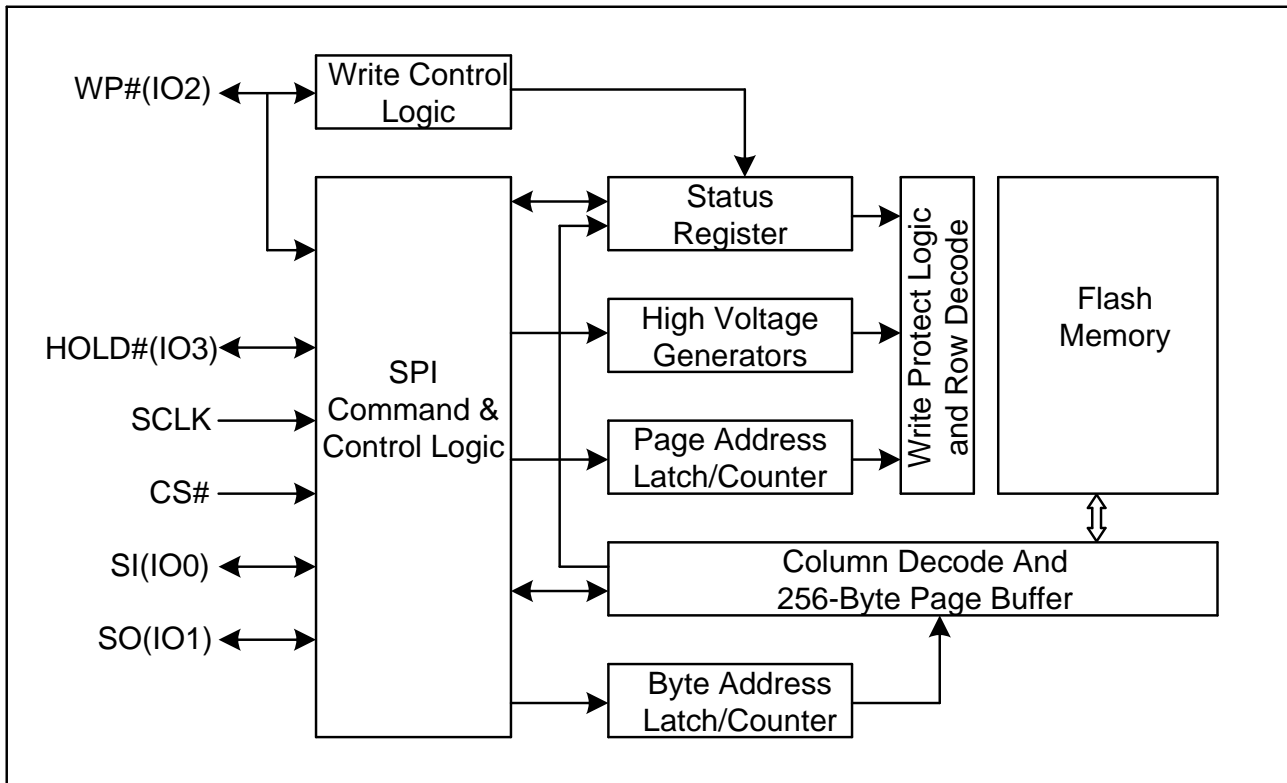 WP#(IO2)
Write Control
Logic
HOLD#(IO3)
SCLK
CS#
SI(IO0)
SO(IO1)
SPI
Command &
Control Logic
Status
Register
High Voltage
Generators
Page Address
Latch/Counter
Write Protect Logic
and Row Decode
Flash
Memory
Column Decode And
256-Byte Page Buffer
Byte Address
Latch/Counter